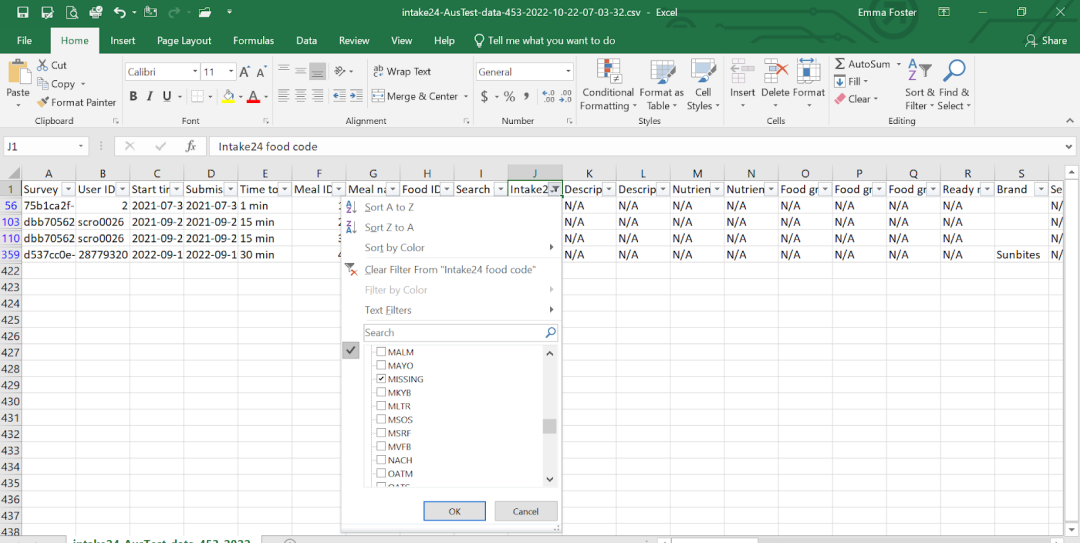 intake24-AusTest-data-453-2022-10-22-07-03-32.csv - Excel
Emma Foster
File Home Insert Page Layout Formulas Data Review View Help Tell me what you want to do Share
Paste
Cut
Copy
Format Painter
Clipboard
Calibri 11 A A
B I U A
Font
Wrap Text
Merge & Center
Alignment
General
$ % ,
Number
Conditional Formatting
Format as Table
Cell Styles
Styles
Insert Delete Format
Cells
AutoSum
Fill
Clear
Sort & Filter
Find & Select
Editing
J1 fx Intake24 food code
A B C D E F G H I J K L M N O P Q R S
1 Survey User ID Start tir Submis Time to Meal ID Meal na Food ID Search Intake2 Descrip Descrip Nutrien Nutrien Food gr Food gr Food gr Ready r Brand Se
56 75b1ca2f- 2 2021-07-3 2021-07-3 1 min N/A N/A N/A N/A N/A N/A N/A N/A
103 dbb70562 scro0026 2021-09-2 2021-09-2 15 min N/A N/A N/A N/A N/A N/A N/A N/A
110 dbb70562 scro0026 2021-09-2 2021-09-2 15 min N/A N/A N/A N/A N/A N/A N/A N/A
359 d537cc0e- 28779320 2022-09-1 2022-09-1 30 min N/A N/A N/A N/A N/A N/A N/A N/A Sunbites N/
422
423
424
425
426
427
428
429
430
431
432
433
434
435
436
437
438
Sort A to Z
Sort Z to A
Sort by Color
Clear Filter From "Intake24 food code"
Filter by Color
Text Filters
Search
MALM
MAYO
MISSING
MKYB
MLTR
MSOS
MSRF
MVFB
NACH
OATM
OK Cancel
intake24-AusTest-data-453-2022